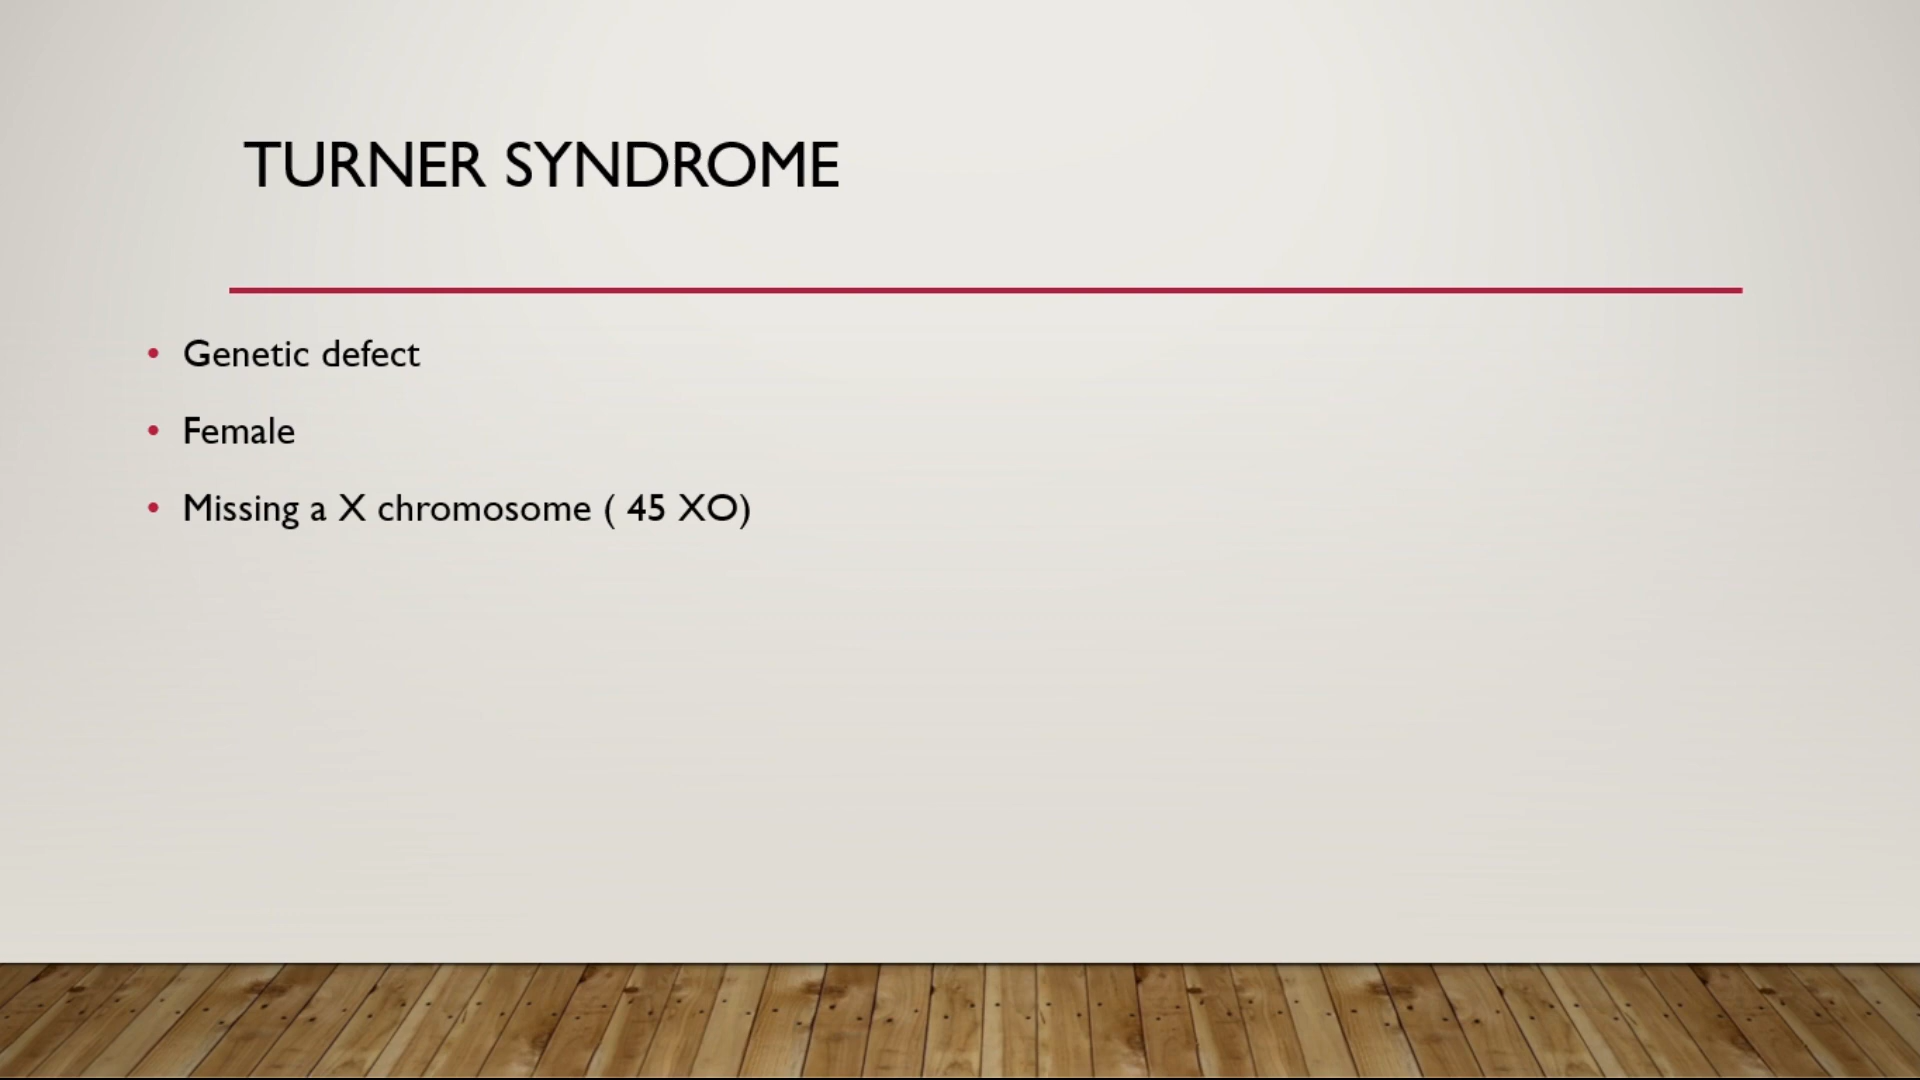 TURNER SYNDROME
• Genetic defect
• Female
• Missing a X chromosome ( 45 XO)